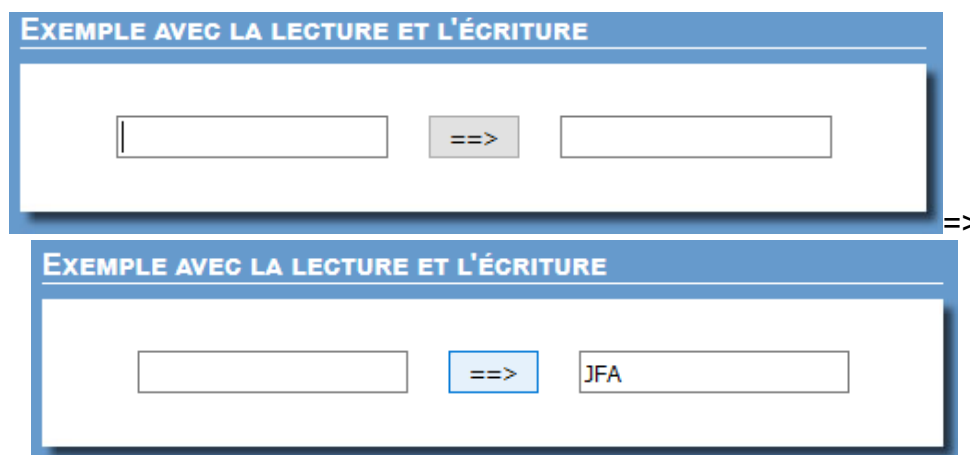 EXEMPLE AVEC LA LECTURE ET L'ÉCRITURE
==>
=>
EXEMPLE AVEC LA LECTURE ET L'ÉCRITURE
==> JFA